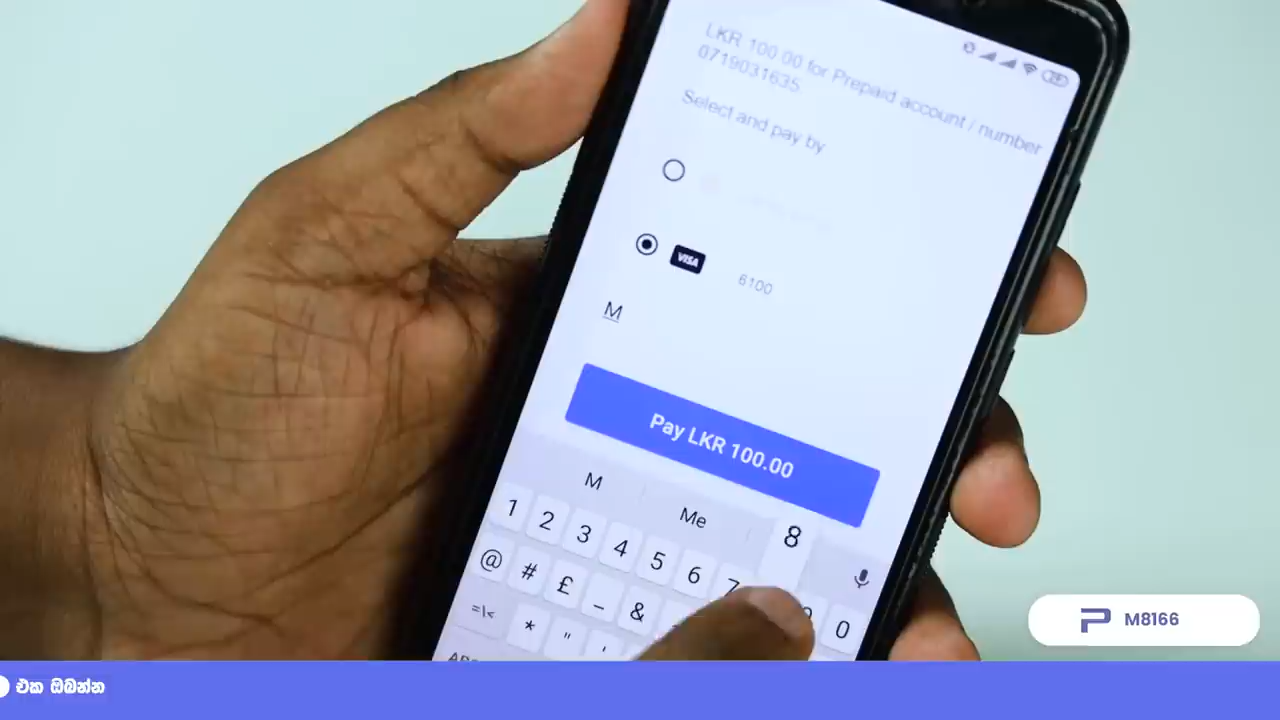 LKR 100.00 for Prepaid account / number
0719031635
Select and pay by
VISA 6100
M
Pay LKR 100.00
M Me
8
1 2 3 4 5 6 7 9 0
@ # £ _ &
=\< * " '
M8166
එක ඔබන්න